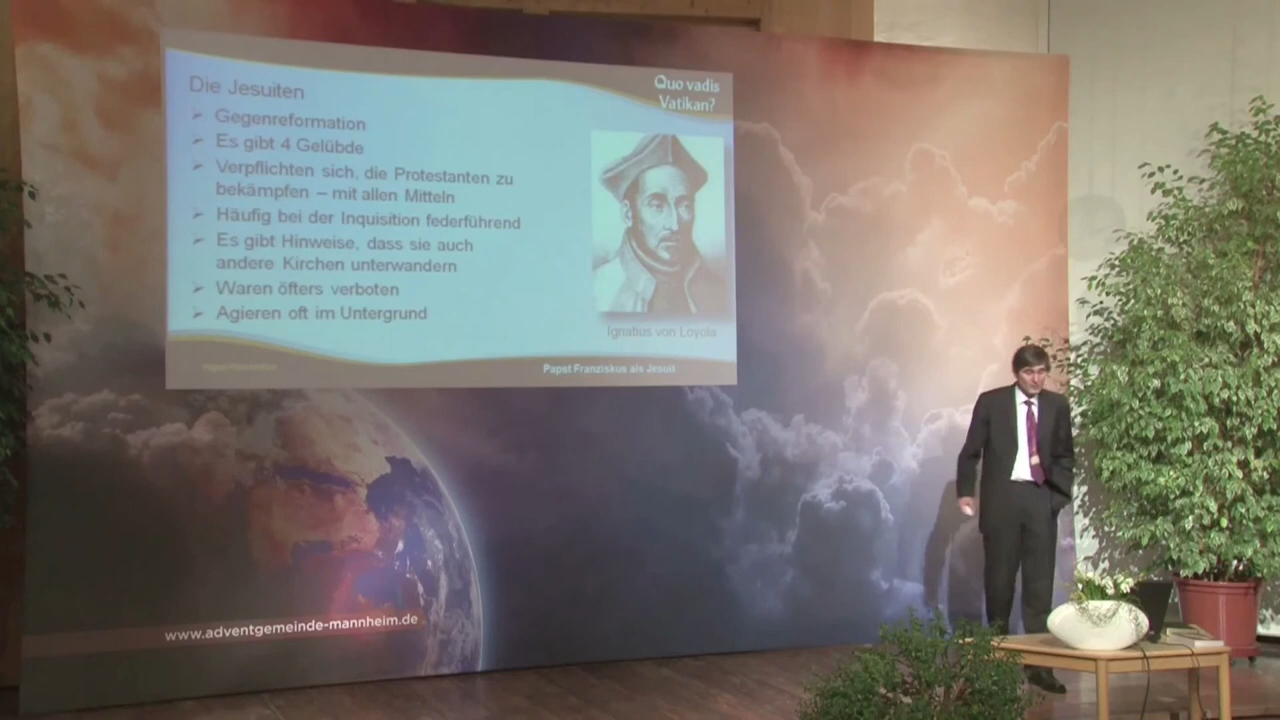 Die Jesuiten
Quo vadis
Vatikan?
➢ Gegenreformation
➢ Es gibt 4 Gelübde
➢ Verpflichten sich, die Protestanten zu
bekämpfen – mit allen Mitteln
➢ Häufig bei der Inquisition federführend
➢ Es gibt Hinweise, dass sie auch
andere Kirchen unterwandern
➢ Waren öfters verboten
➢ Agieren oft im Untergrund
Ignatius von Loyola
Papst Franziskus als Jesuit
www.adventgemeinde-mannheim.de